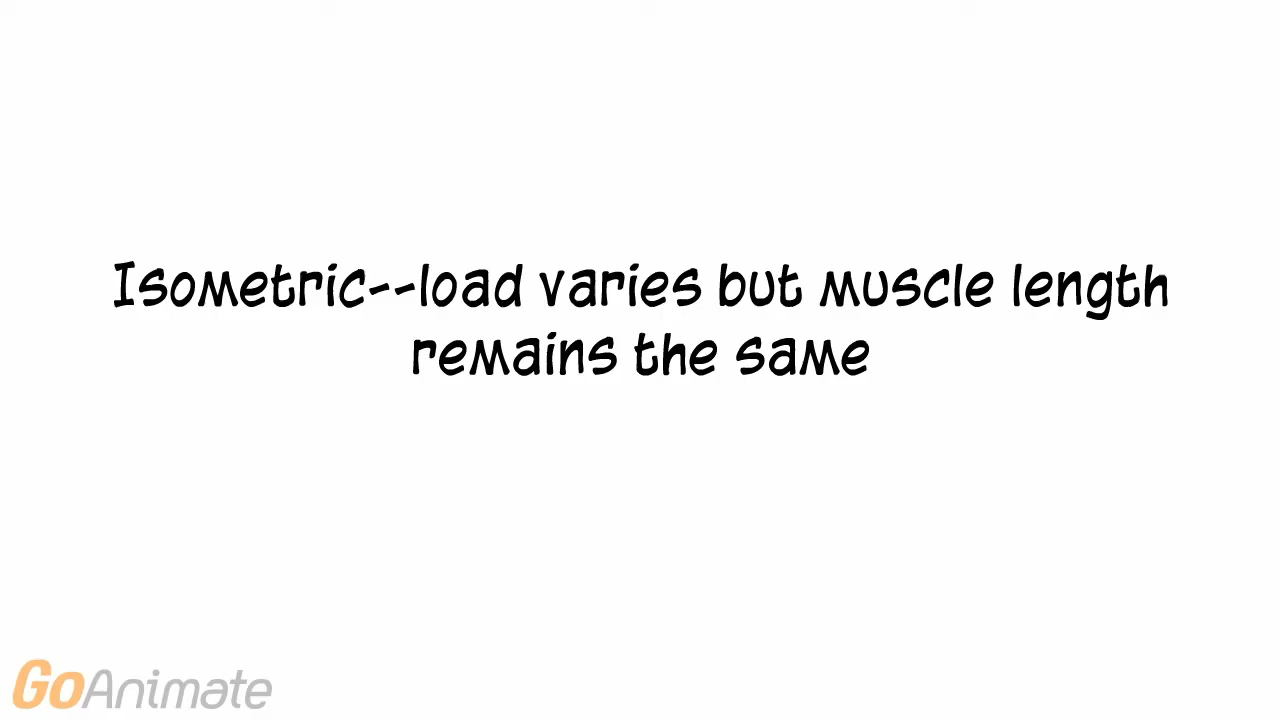 Isometric--load varies but muscle length
remains the same
GoAnimate